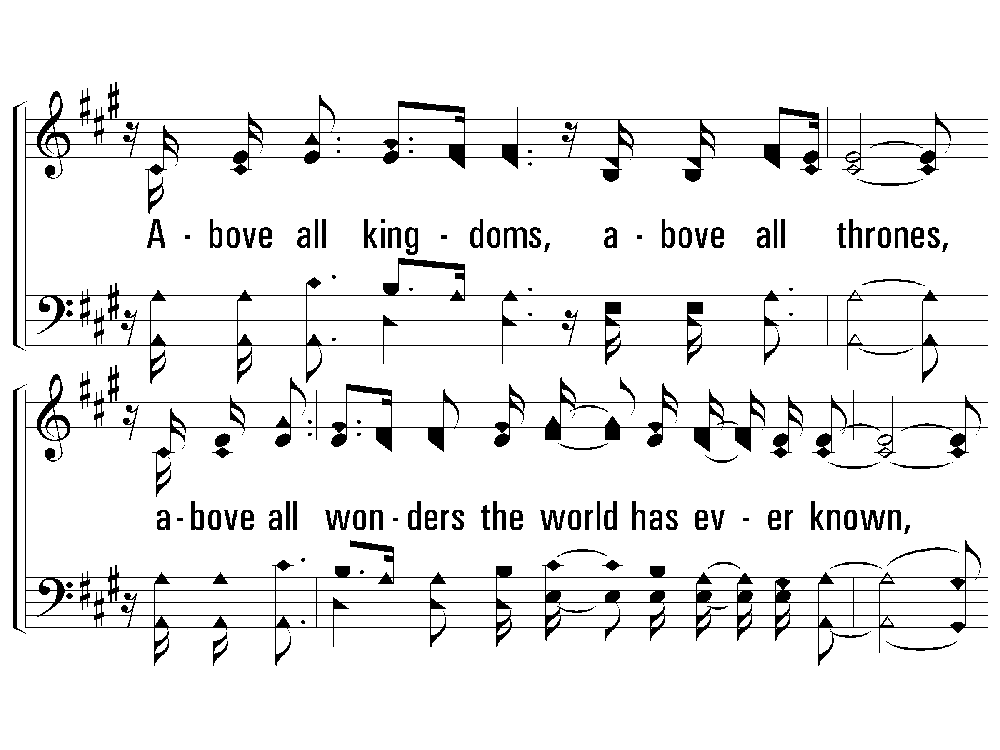 A - bove all king - doms, a - bove all thrones,
a - bove all won - ders the world has ev - er known,